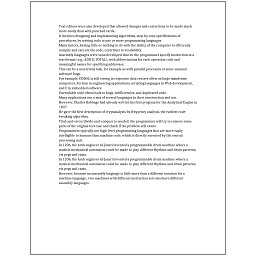 Text editors were also developed that allowed changes and corrections to be made much
more easily than with punched cards.
It involves designing and implementing algorithms, step-by-step specifications of
procedures, by writing code in one or more programming languages.
Many factors, having little or nothing to do with the ability of the computer to efficiently
compile and execute the code, contribute to readability.
Assembly languages were soon developed that let the programmer specify instruction in a
text format (e.g., ADD X, TOTAL), with abbreviations for each operation code and
meaningful names for specifying addresses.
This can be a non-trivial task, for example as with parallel processes or some unusual
software bugs.
For example, COBOL is still strong in corporate data centers often on large mainframe
computers, Fortran in engineering applications, scripting languages in Web development,
and C in embedded software.
Unreadable code often leads to bugs, inefficiencies, and duplicated code.
Many applications use a mix of several languages in their construction and use.
However, Charles Babbage had already written his first program for the Analytical Engine in
He gave the first description of cryptanalysis by frequency analysis, the earliest code-
breaking algorithm.
Trial-and-error/divide-and-conquer is needed: the programmer will try to remove some
parts of the original test case and check if the problem still exists.
Programmers typically use high-level programming languages that are more easily
intelligible to humans than machine code, which is directly executed by the central
processing unit.
In 1206, the Arab engineer Al-Jazari invented a programmable drum machine where a
musical mechanical automaton could be made to play different rhythms and drum patterns,
via pegs and cams.
In 1206, the Arab engineer Al-Jazari invented a programmable drum machine where a
musical mechanical automaton could be made to play different rhythms and drum patterns,
via pegs and cams.
However, because an assembly language is little more than a different notation for a
machine language, two machines with different instruction sets also have different
assembly languages.